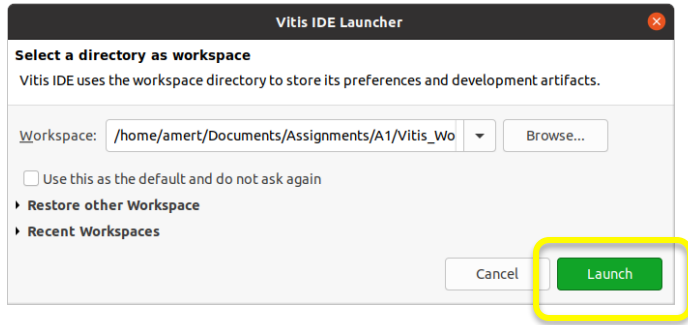 Vitis IDE Launcher
Select a directory as workspace
Vitis IDE uses the workspace directory to store its preferences and development artifacts.
Workspace: /home/amert/Documents/Assignments/A1/Vitis_Wo Browse...
Use this as the default and do not ask again
Restore other Workspace
Recent Workspaces
Cancel Launch